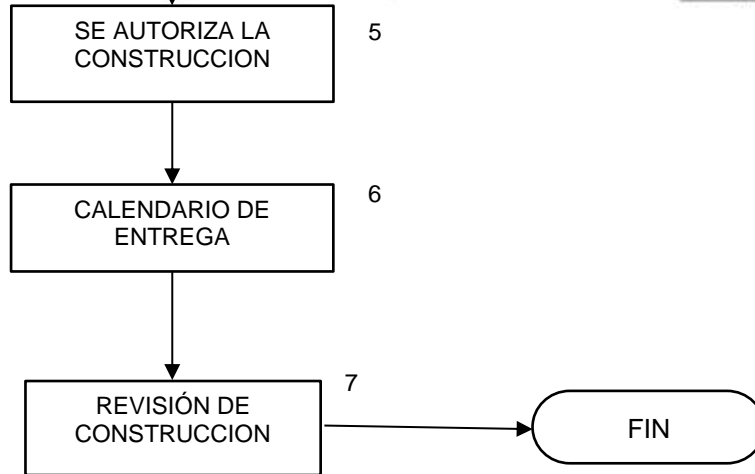 SE AUTORIZA LA
CONSTRUCCION
5
CALENDARIO DE
ENTREGA
6
REVISIÓN DE
CONSTRUCCION
7
FIN